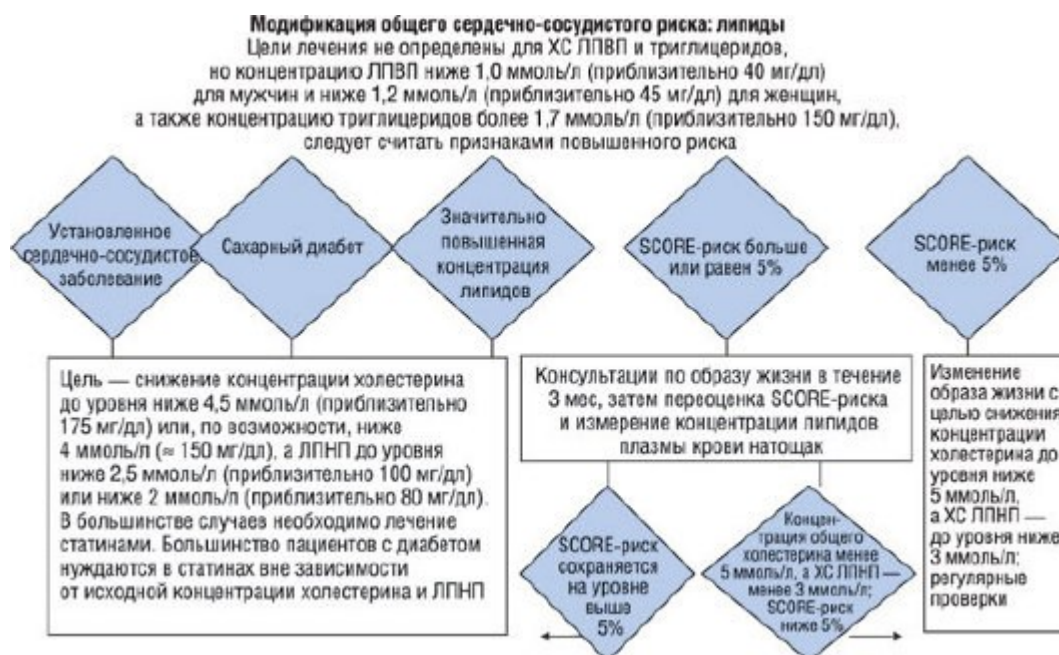 Модификация общего сердечно-сосудистого риска: липиды
Цели лечения не определены для ХС ЛПВП и триглицеридов,
но концентрацию ЛПВП ниже 1,0 ммоль/л (приблизительно 40 мг/дл)
для мужчин и ниже 1,2 ммоль/л (приблизительно 45 мг/дл) для женщин,
а также концентрацию триглицеридов более 1,7 ммоль/л (приблизительно 150 мг/дл),
следует считать признаками повышенного риска
Установленное
сердечно-сосудистое
заболевание
Сахарный диабет
Значительно
повышенная
концентрация
липидов
SCORE-риск больше
или равен 5%
SCORE-риск
менее 5%
Цель — снижение концентрации холестерина
до уровня ниже 4,5 ммоль/л (приблизительно
175 мг/дл) или, по возможности, ниже
4 ммоль/л (≈ 150 мг/дл), а ЛПНП до уровня
ниже 2,5 ммоль/л (приблизительно 100 мг/дл)
или ниже 2 ммоль/л (приблизительно 80 мг/дл).
В большинстве случаев необходимо лечение
статинами. Большинство пациентов с диабетом
нуждаются в статинах вне зависимости
от исходной концентрации холестерина и ЛПНП
Консультации по образу жизни в течение
3 мес, затем переоценка SCORE-риска
и измерение концентрации липидов
плазмы крови натощак
SCORE-риск
сохраняется
на уровне
выше
5%
Концен-
трация общего
холестерина менее
5 ммоль/л, а ХС ЛПНП —
менее 3 ммоль/л;
SCORE-риск
ниже 5%
Изменение
образа жизни с
целью снижения
концентрации
холестерина до
уровня ниже
5 ммоль/л,
а ХС ЛПНП —
до уровня ниже
3 ммоль/л;
регулярные
проверки